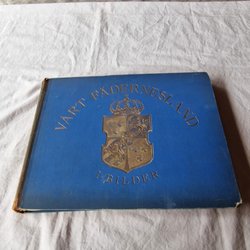 VÅRT FÄDERNESLAND
I BILDER